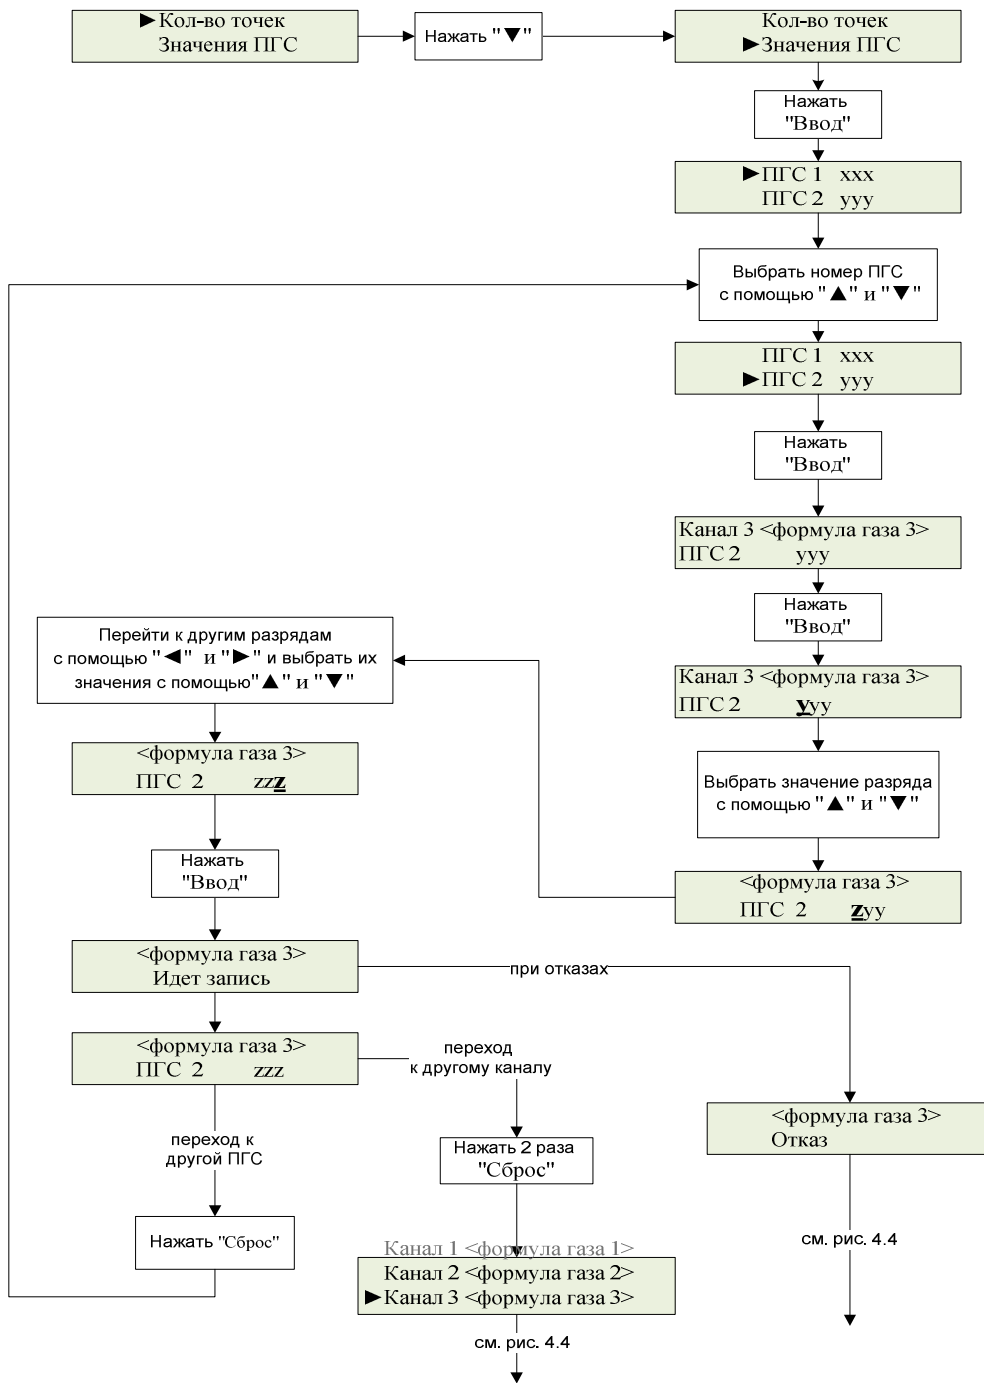 ►Кол-во точек
Значения ПГС
Нажать "▼"
Кол-во точек
►Значения ПГС
Нажать
"Ввод"
►ПГС 1 xxx
ПГС 2 yyy
Выбрать номер ПГС
с помощью "▲" и "▼"
ПГС 1 xxx
►ПГС 2 yyy
Нажать
"Ввод"
Канал 3 <формула газа 3>
ПГС 2 yyy
Нажать
"Ввод"
Канал 3 <формула газа 3>
ПГС 2 yyy
Выбрать значение разряда
с помощью "▲" и "▼"
<формула газа 3>
ПГС 2 zyy
Перейти к другим разрядам
с помощью "◄" и "►" и выбрать их
значения с помощью"▲" и "▼"
<формула газа 3>
ПГС 2 zzz
Нажать
"Ввод"
<формула газа 3>
Идет запись
при отказах
<формула газа 3>
ПГС 2 zzz
переход
к другому каналу
<формула газа 3>
Отказ
переход к
другой ПГС
Нажать 2 раза
"Сброс"
Нажать "Сброс"
см. рис. 4.4
Канал 1 <формула газа 1>
Канал 2 <формула газа 2>
►Канал 3 <формула газа 3>
см. рис. 4.4